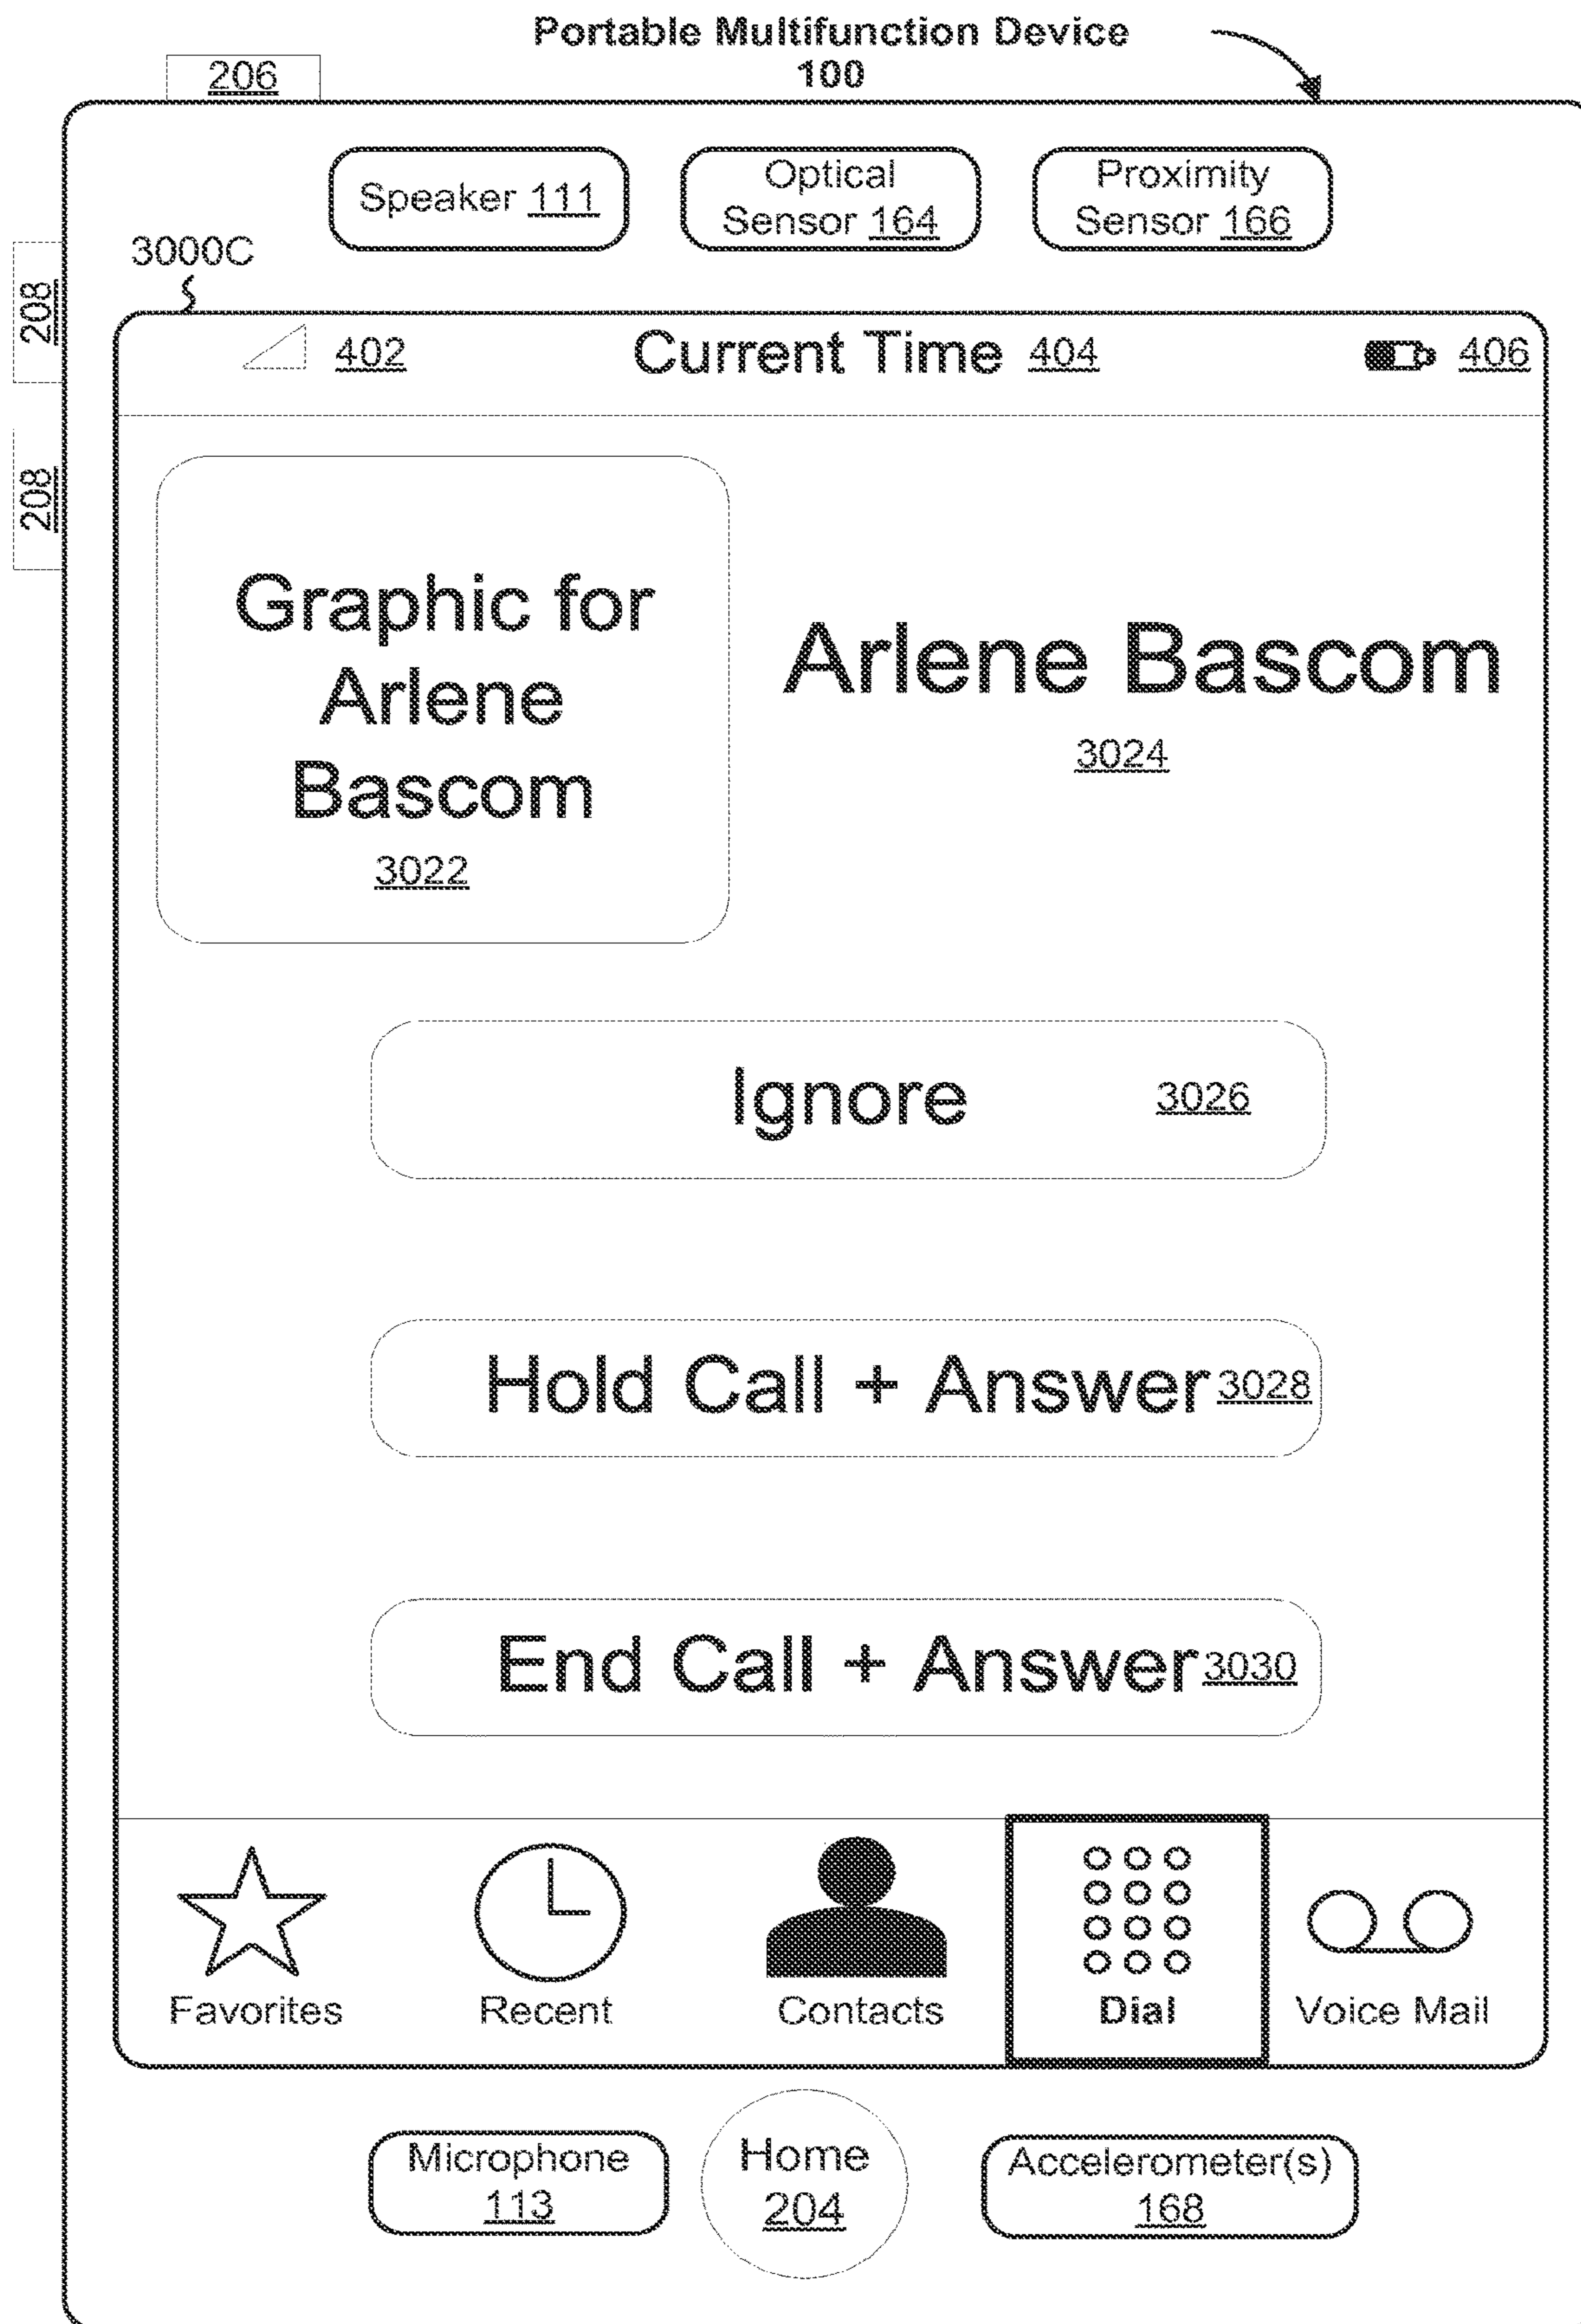 Portable Multifunction Device
100
206
Speaker 111
Optical
Sensor 164
Proximity
Sensor 166
3000C
208
208
402
Current Time 404
406
Graphic for
Arlene
Bascom
3022
Arlene Bascom
3024
Ignore 3026
Hold Call + Answer 3028
End Call + Answer 3030
Favorites
Recent
Contacts
Dial
Voice Mail
Microphone
113
Home
204
Accelerometer(s)
168